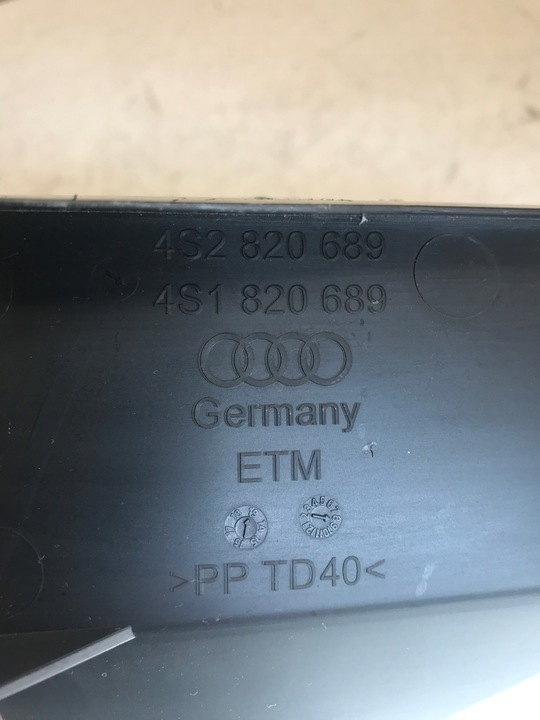 4S2 820 689
4S1 820 689
Germany
ETM
>PP TD40<